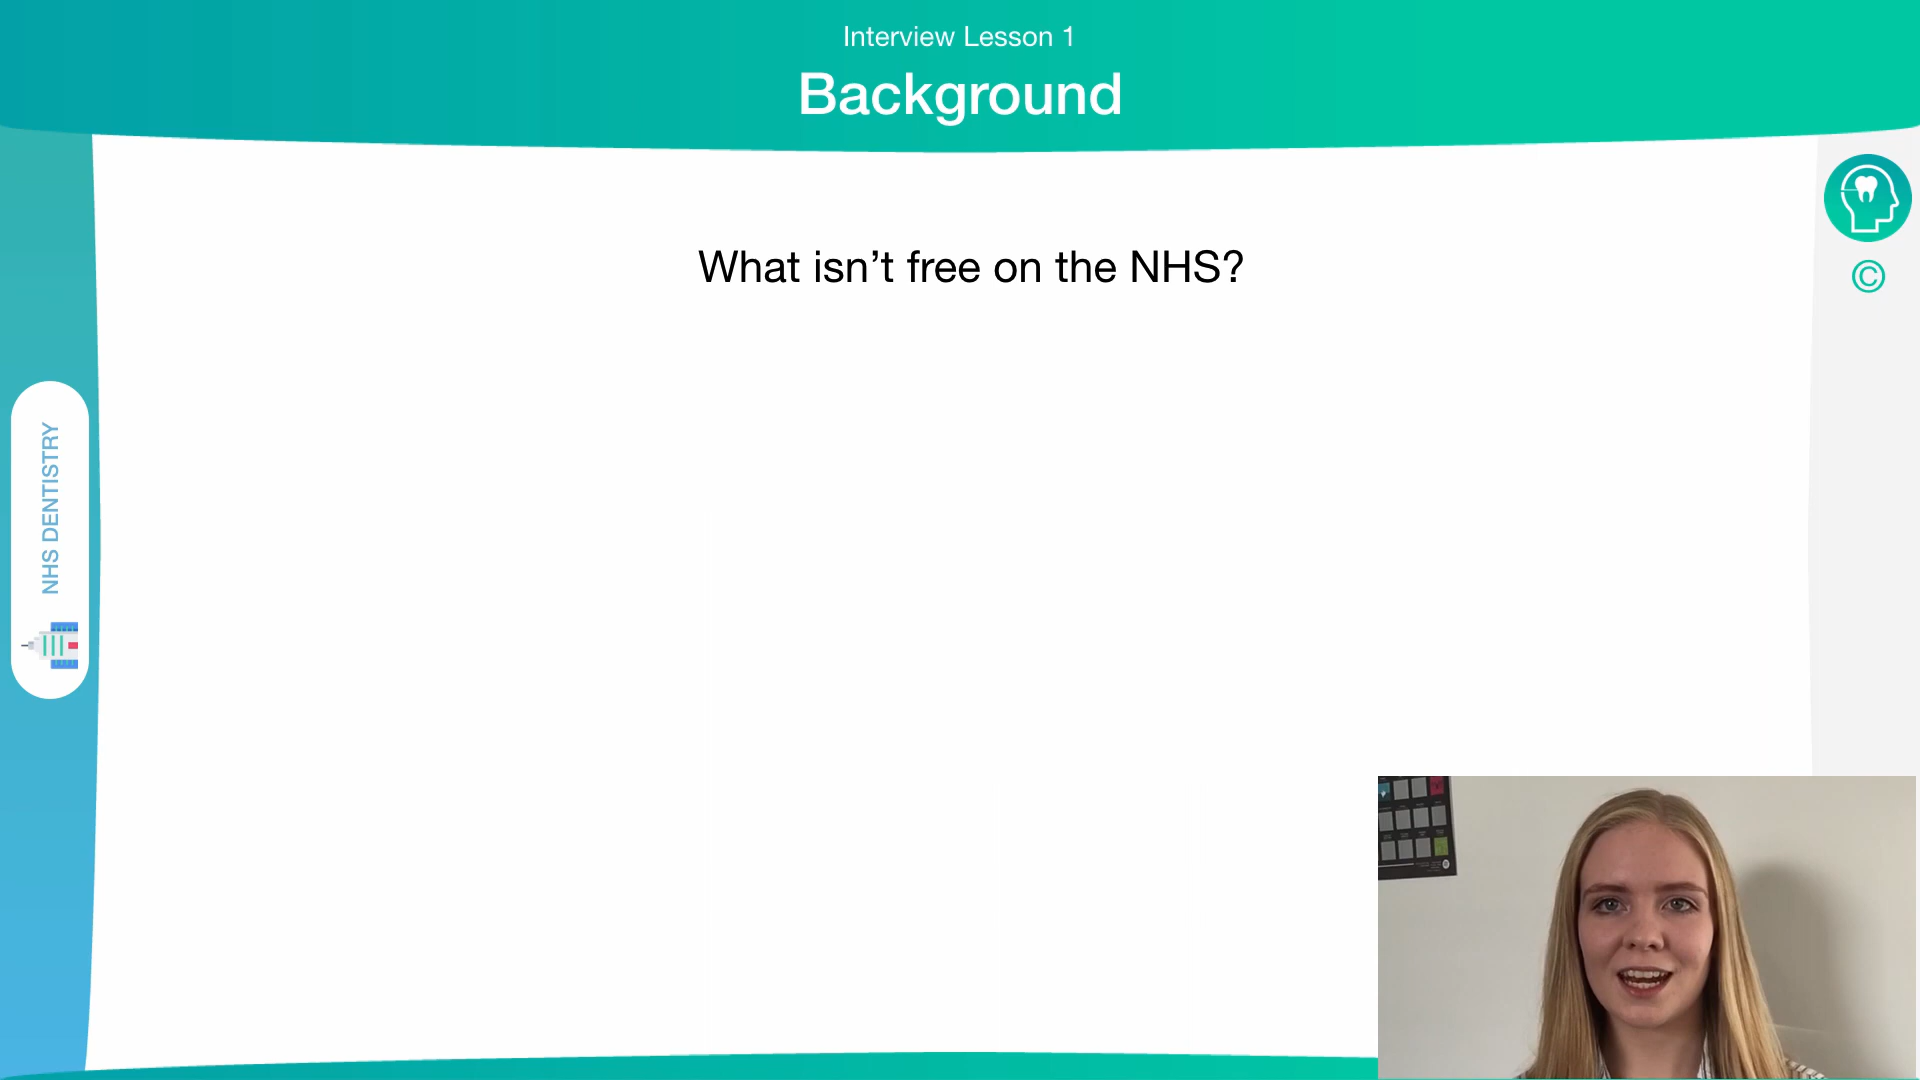 Interview Lesson 1
Background
What isn’t free on the NHS?
©
NHS DENTISTRY